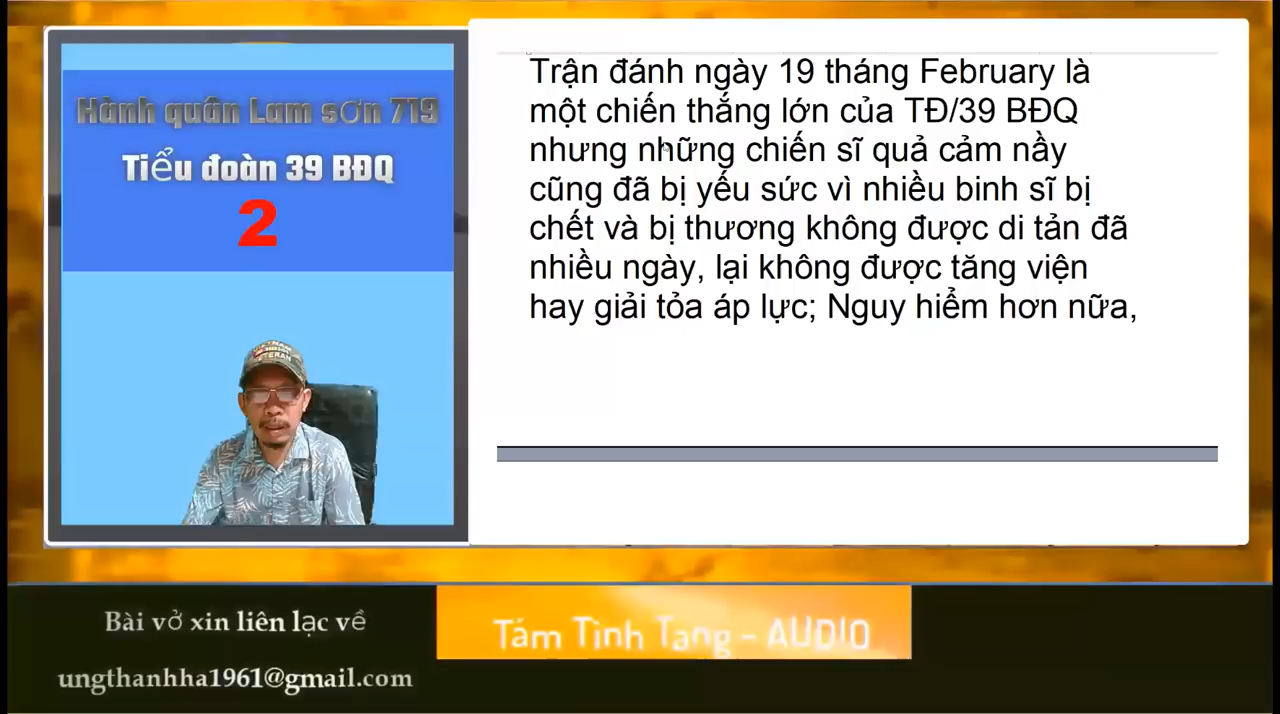 Hành quân Lam sơn 719
Tiểu đoàn 39 BĐQ
2
VETERAN
Trận đánh ngày 19 tháng February là
một chiến thắng lớn của TĐ/39 BĐQ
nhưng những chiến sĩ quả cảm nầy
cũng đã bị yếu sức vì nhiều binh sĩ bị
chết và bị thương không được di tản đã
nhiều ngày, lại không được tăng viện
hay giải tỏa áp lực; Nguy hiểm hơn nữa,
Bài vở xin liên lạc về
ungthanhha1961@gmail.com
Tám Tình Tang - AUDIO